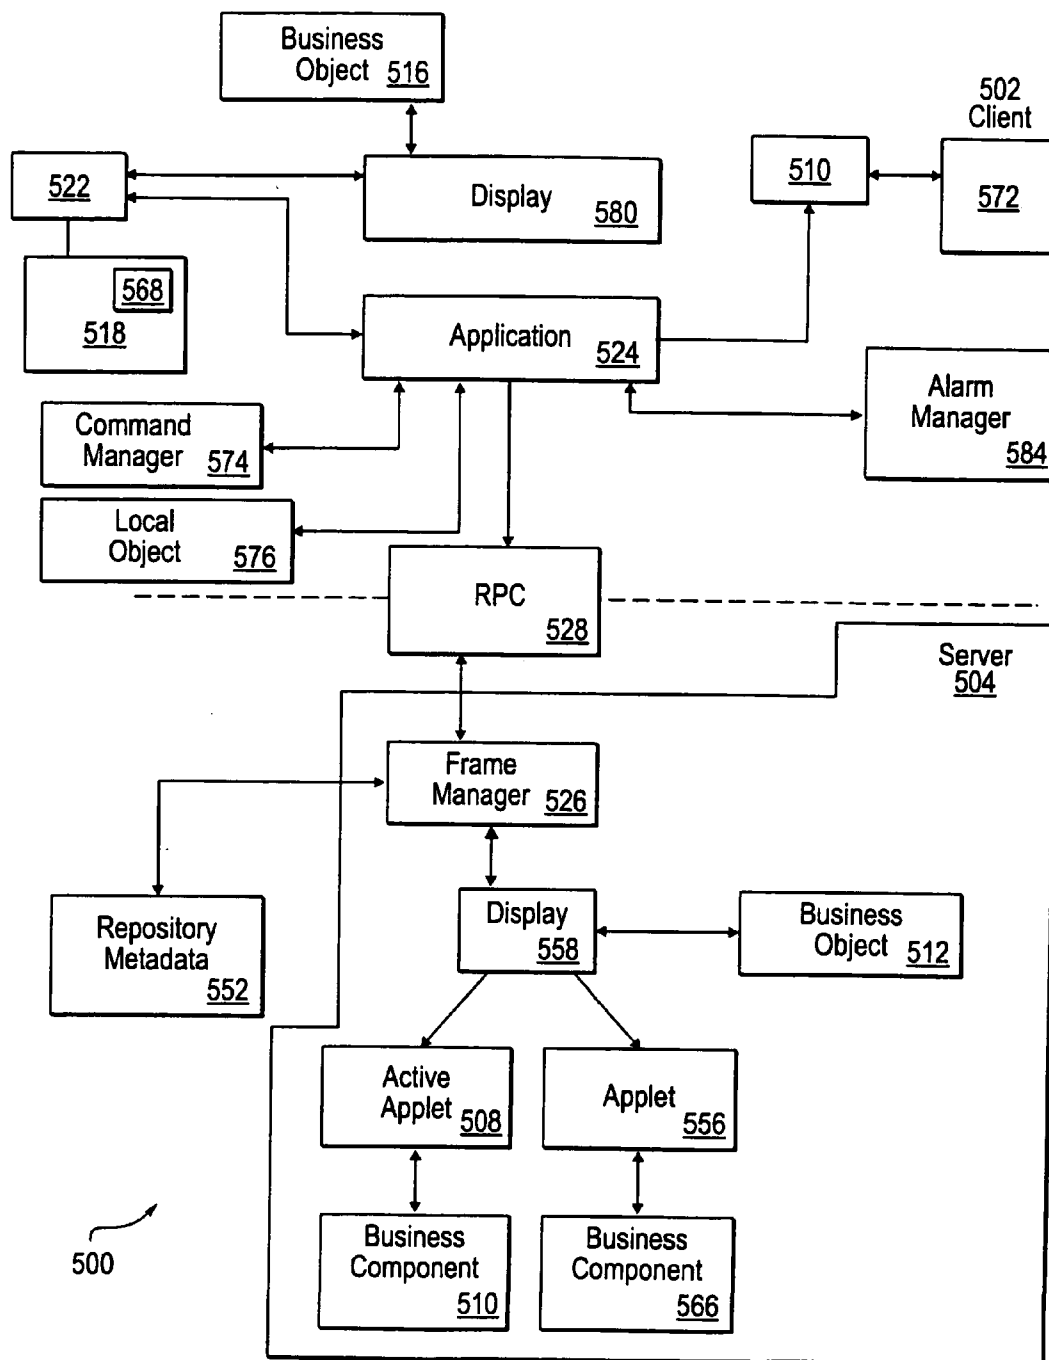 Business
Object 516
502
Client
522
Display
580
510
572
568
518
Application
524
Alarm
Manager
584
Command
Manager 574
Local
Object 576
RPC
528
Server
504
Frame
Manager 526
Repository
Metadata
552
Display
558
Business
Object 512
Active
Applet 508
Applet 556
500
Business
Component
510
Business
Component
566